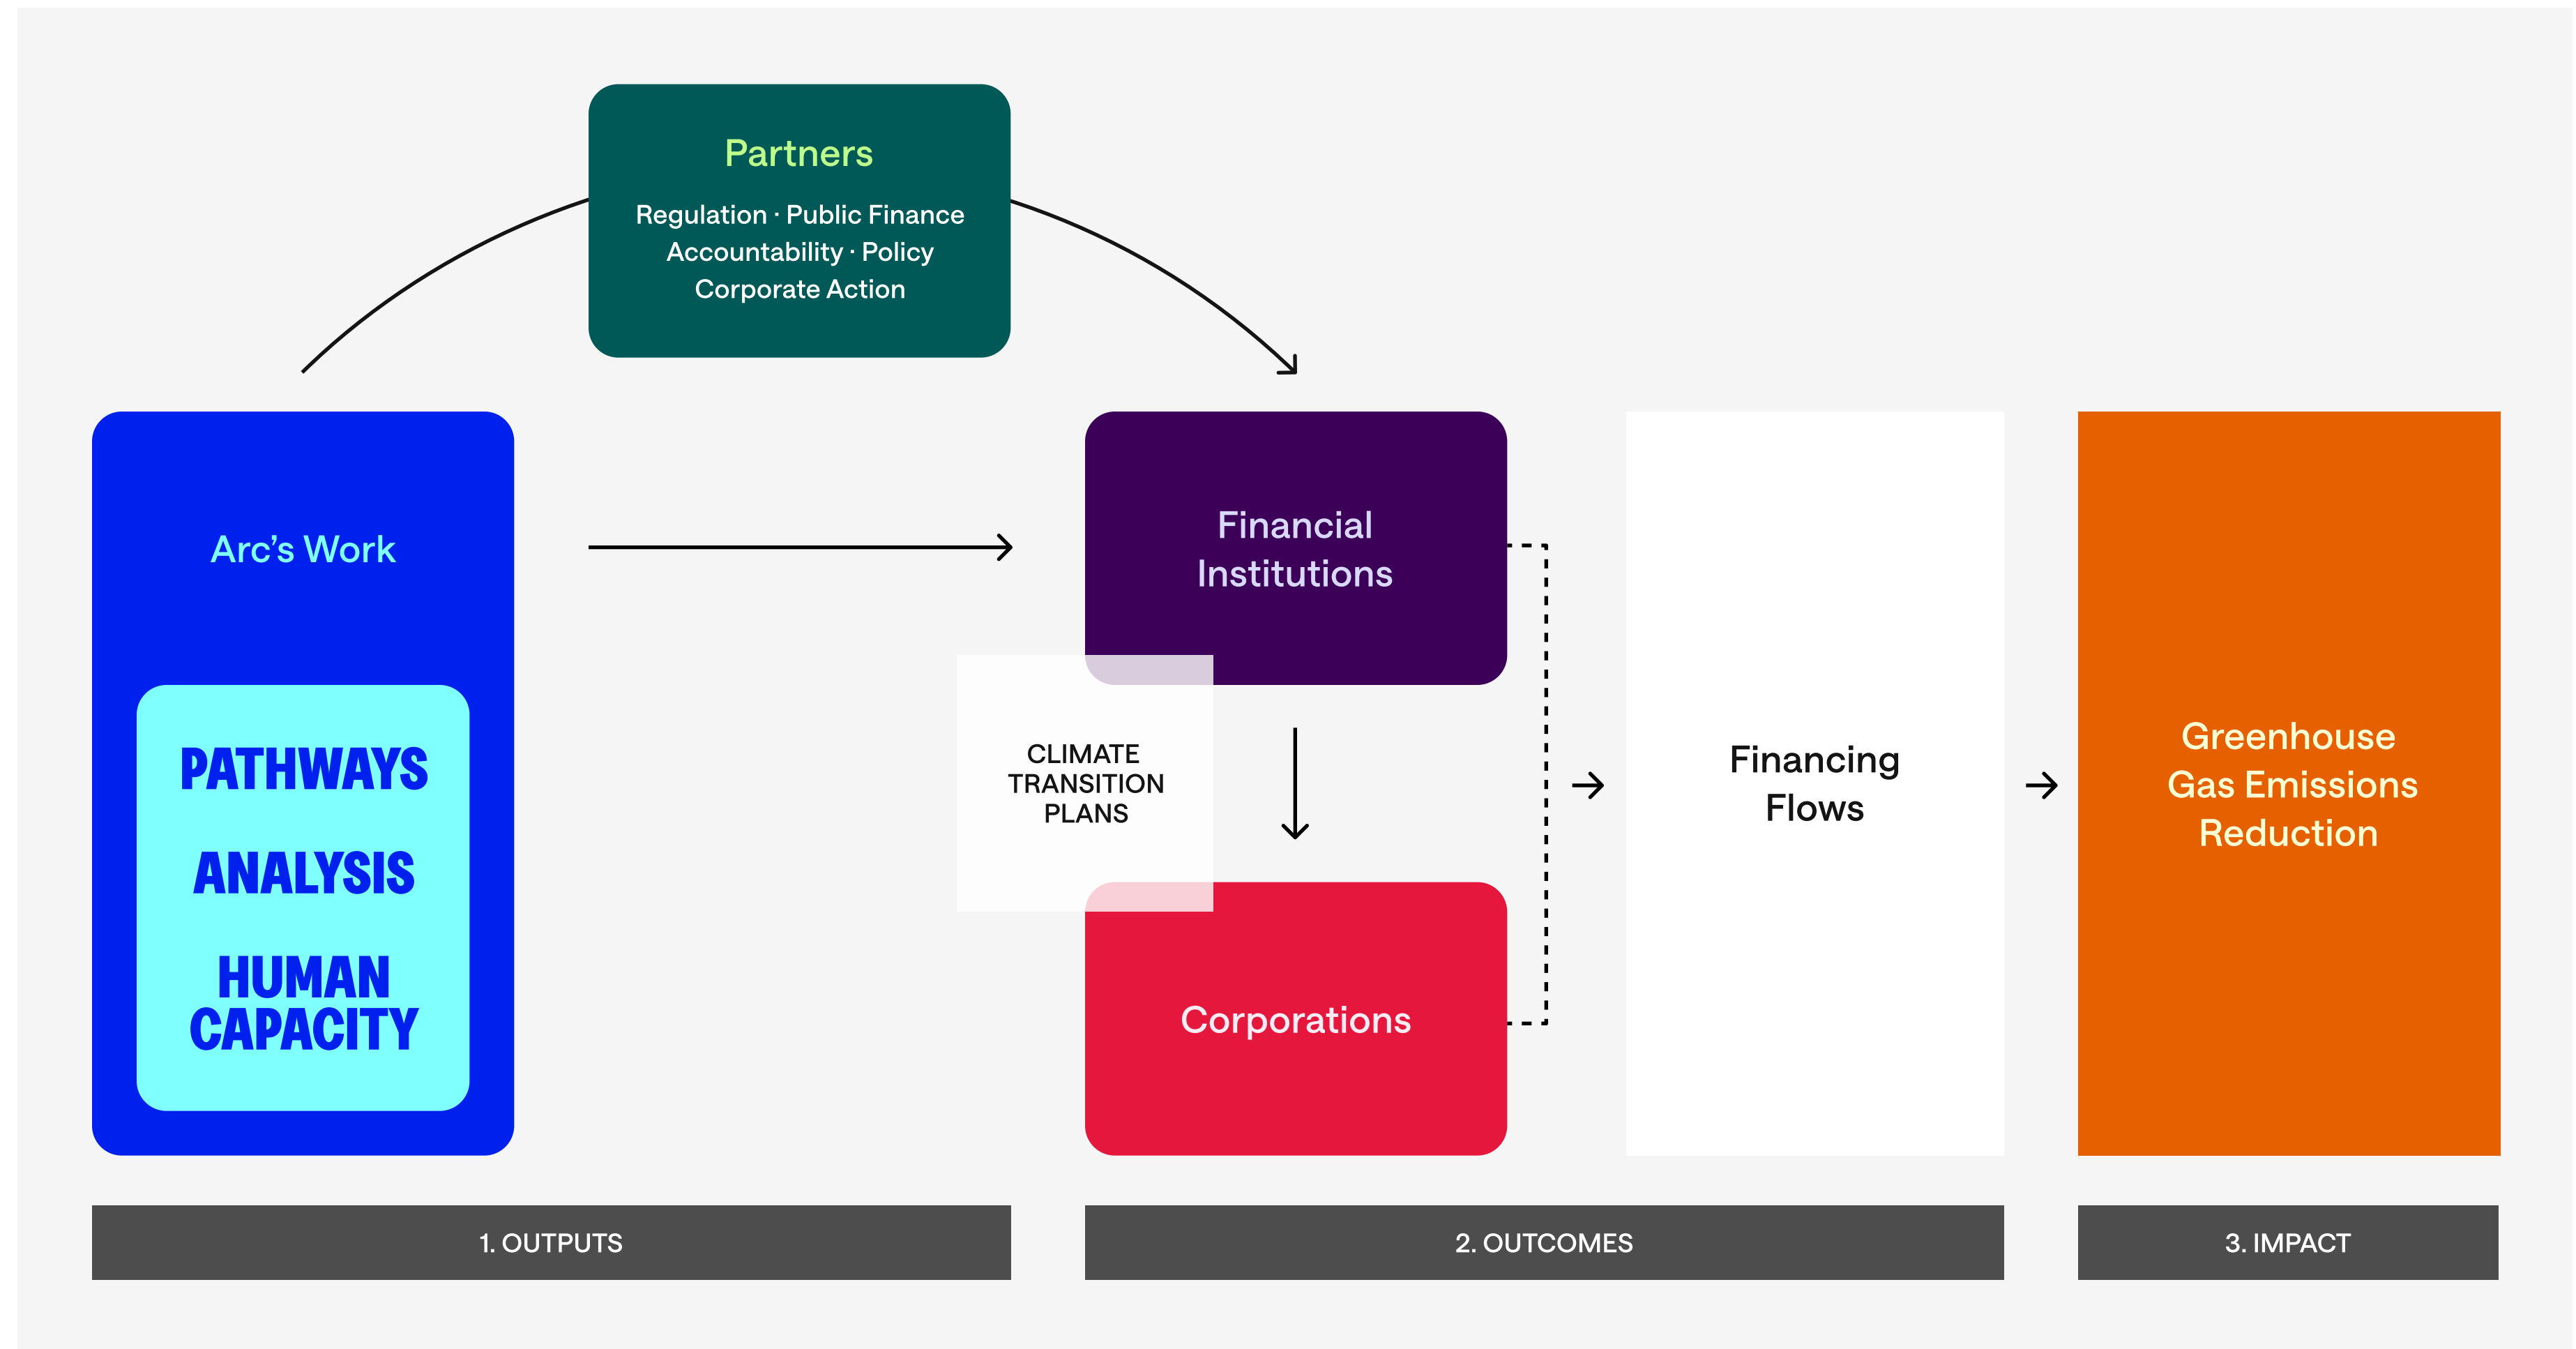 Partners
Regulation · Public Finance
Accountability · Policy
Corporate Action
Arc’s Work
PATHWAYS
ANALYSIS
HUMAN
CAPACITY
Financial
Institutions
CLIMATE
TRANSITION
PLANS
Corporations
Financing
Flows
Greenhouse
Gas Emissions
Reduction
1. OUTPUTS
2. OUTCOMES
3. IMPACT